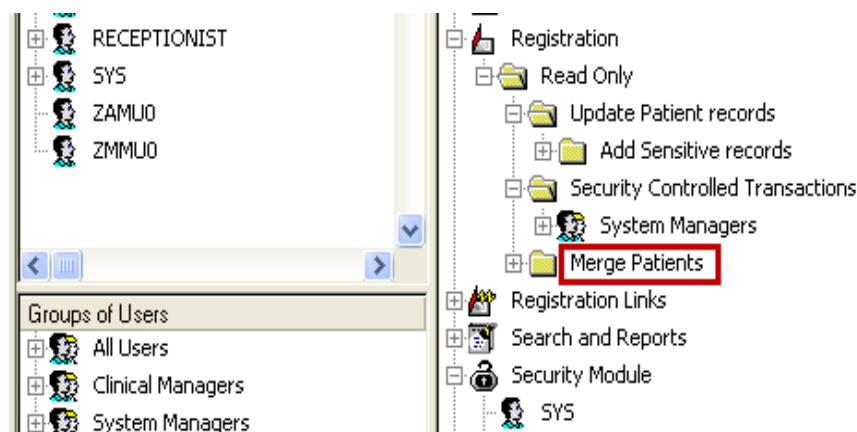 RECEPTIONIST
SYS
ZAMU0
ZMMU0
Groups of Users
All Users
Clinical Managers
System Managers
Registration
Read Only
Update Patient records
Add Sensitive records
Security Controlled Transactions
System Managers
Merge Patients
Registration Links
Search and Reports
Security Module
SYS